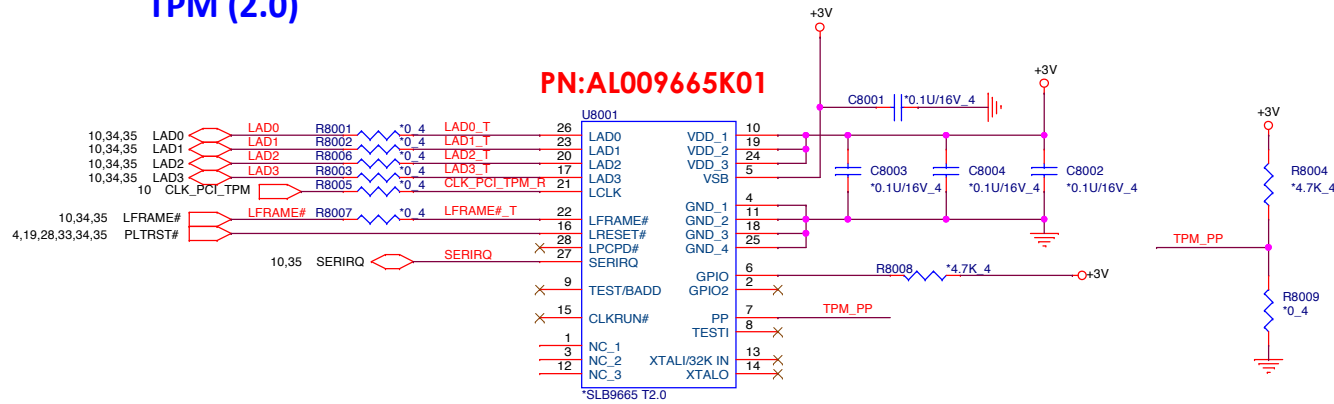 TPM (2.0)
PN:AL009665K01
U8001
10,34,35 LAD0 LAD0 R8001 *0_4 LAD0_T 26 LAD0
10,34,35 LAD1 LAD1 R8002 *0_4 LAD1_T 23 LAD1
10,34,35 LAD2 LAD2 R8006 *0_4 LAD2_T 20 LAD2
10,34,35 LAD3 LAD3 R8003 *0_4 LAD3_T 17 LAD3
10 CLK_PCI_TPM R8005 *0_4 CLK_PCI_TPM_R 21 LCLK
10,34,35 LFRAME# LFRAME# R8007 *0_4 LFRAME#_T 22 LFRAME#
4,19,28,33,34,35 PLTRST# 16 LRESET#
28 LPCPD#
10,35 SERIRQ SERIRQ 27 SERIRQ
9 TEST/BADD
15 CLKRUN#
1 NC_1
3 NC_2
12 NC_3
VDD_1 10
VDD_2 19
VDD_3 24
VSB 5
GND_1 4
GND_2 11
GND_3 18
GND_4 25
GPIO 6 R8008 *4.7K_4 +3V
GPIO2 2
PP 7 TPM_PP
TESTI 8
XTALI/32K IN 13
XTALO 14
*SLB9665 T2.0
+3V
C8001 *0.1U/16V_4
+3V
C8003
*0.1U/16V_4
C8004
*0.1U/16V_4
C8002
*0.1U/16V_4
+3V
R8004
*4.7K_4
TPM_PP
R8009
*0_4